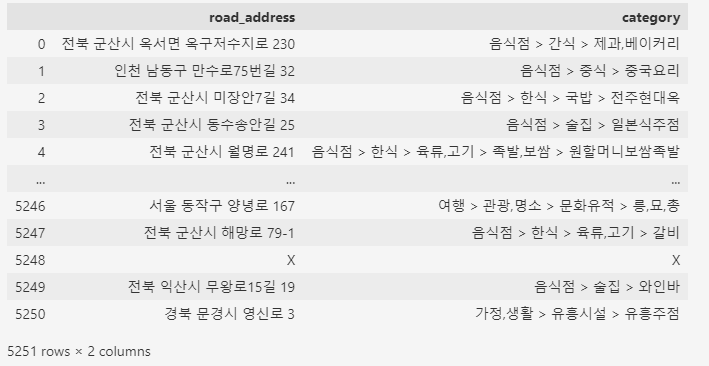 road_address category
0 전북 군산시 옥서면 옥구저수지로 230 음식점 > 간식 > 제과,베이커리
1 인천 남동구 만수로75번길 32 음식점 > 중식 > 중국요리
2 전북 군산시 미장안7길 34 음식점 > 한식 > 국밥 > 전주현대옥
3 전북 군산시 동수송안길 25 음식점 > 술집 > 일본식주점
4 전북 군산시 월명로 241 음식점 > 한식 > 육류,고기 > 족발,보쌈 > 원할머니보쌈족발
... ... ...
5246 서울 동작구 양녕로 167 여행 > 관광,명소 > 문화유적 > 릉,묘,총
5247 전북 군산시 해망로 79-1 음식점 > 한식 > 육류,고기 > 갈비
5248 X X
5249 전북 익산시 무왕로15길 19 음식점 > 술집 > 와인바
5250 경북 문경시 영신로 3 가정,생활 > 유흥시설 > 유흥주점
5251 rows × 2 columns